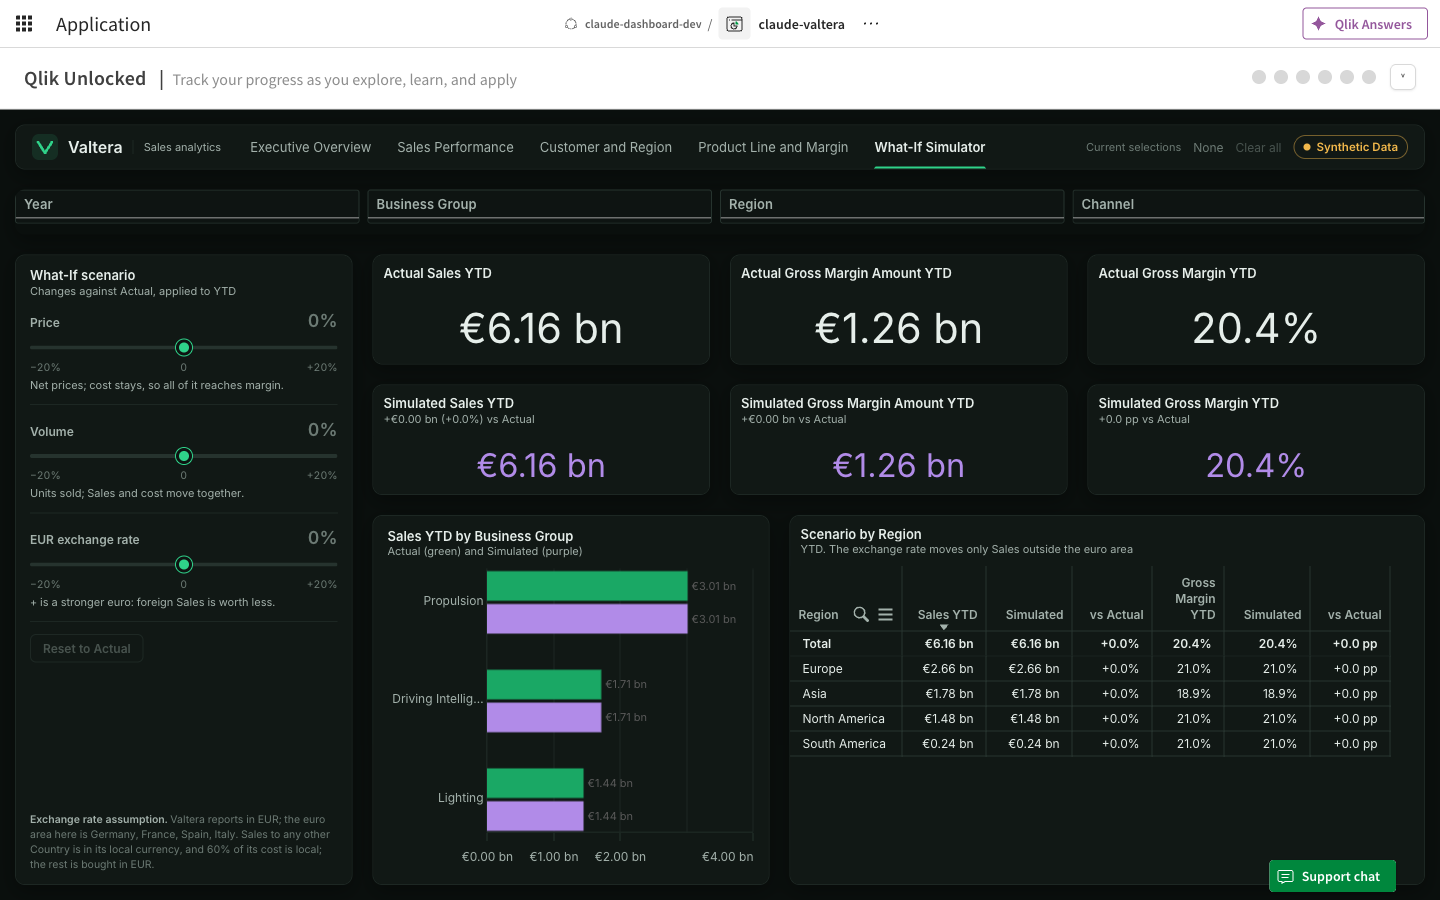 Application
claude-dashboard-dev / claude-valtera ...
Qlik Answers
Qlik Unlocked | Track your progress as you explore, learn, and apply
Valtera Sales analytics Executive Overview Sales Performance Customer and Region Product Line and Margin What-If Simulator Current selections None Clear all Synthetic Data
Year Business Group Region Channel
What-If scenario
Changes against Actual, applied to YTD
Price 0%
−20% 0 +20%
Net prices; cost stays, so all of it reaches margin.
Volume 0%
−20% 0 +20%
Units sold; Sales and cost move together.
EUR exchange rate 0%
−20% 0 +20%
+ is a stronger euro: foreign Sales is worth less.
Reset to Actual
Exchange rate assumption. Valtera reports in EUR; the euro
area here is Germany, France, Spain, Italy. Sales to any other
Country is in its local currency, and 60% of its cost is local;
the rest is bought in EUR.
Actual Sales YTD
€6.16 bn
Actual Gross Margin Amount YTD
€1.26 bn
Actual Gross Margin YTD
20.4%
Simulated Sales YTD
+€0.00 bn (+0.0%) vs Actual
€6.16 bn
Simulated Gross Margin Amount YTD
+€0.00 bn vs Actual
€1.26 bn
Simulated Gross Margin YTD
+0.0 pp vs Actual
20.4%
Sales YTD by Business Group
Actual (green) and Simulated (purple)
Propulsion
€3.01 bn
€3.01 bn
Driving Intellig...
€1.71 bn
€1.71 bn
Lighting
€1.44 bn
€1.44 bn
€0.00 bn €1.00 bn €2.00 bn €4.00 bn
Scenario by Region
YTD. The exchange rate moves only Sales outside the euro area
Region Sales YTD Simulated vs Actual Gross Margin YTD Simulated vs Actual
Total €6.16 bn €6.16 bn +0.0% 20.4% 20.4% +0.0 pp
Europe €2.66 bn €2.66 bn +0.0% 21.0% 21.0% +0.0 pp
Asia €1.78 bn €1.78 bn +0.0% 18.9% 18.9% +0.0 pp
North America €1.48 bn €1.48 bn +0.0% 21.0% 21.0% +0.0 pp
South America €0.24 bn €0.24 bn +0.0% 21.0% 21.0% +0.0 pp
Support chat